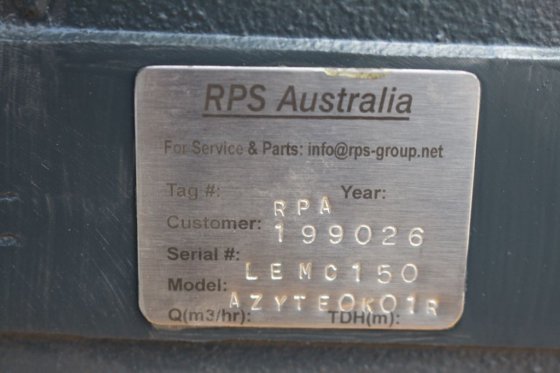 RPS Australia
For Service & Parts: info@rps-group.net
Tag #: Year:
RPA
Customer:
199026
Serial #:
LEMC150
Model:
AZYTE0K01R
Q(m3/hr): TDH(m):